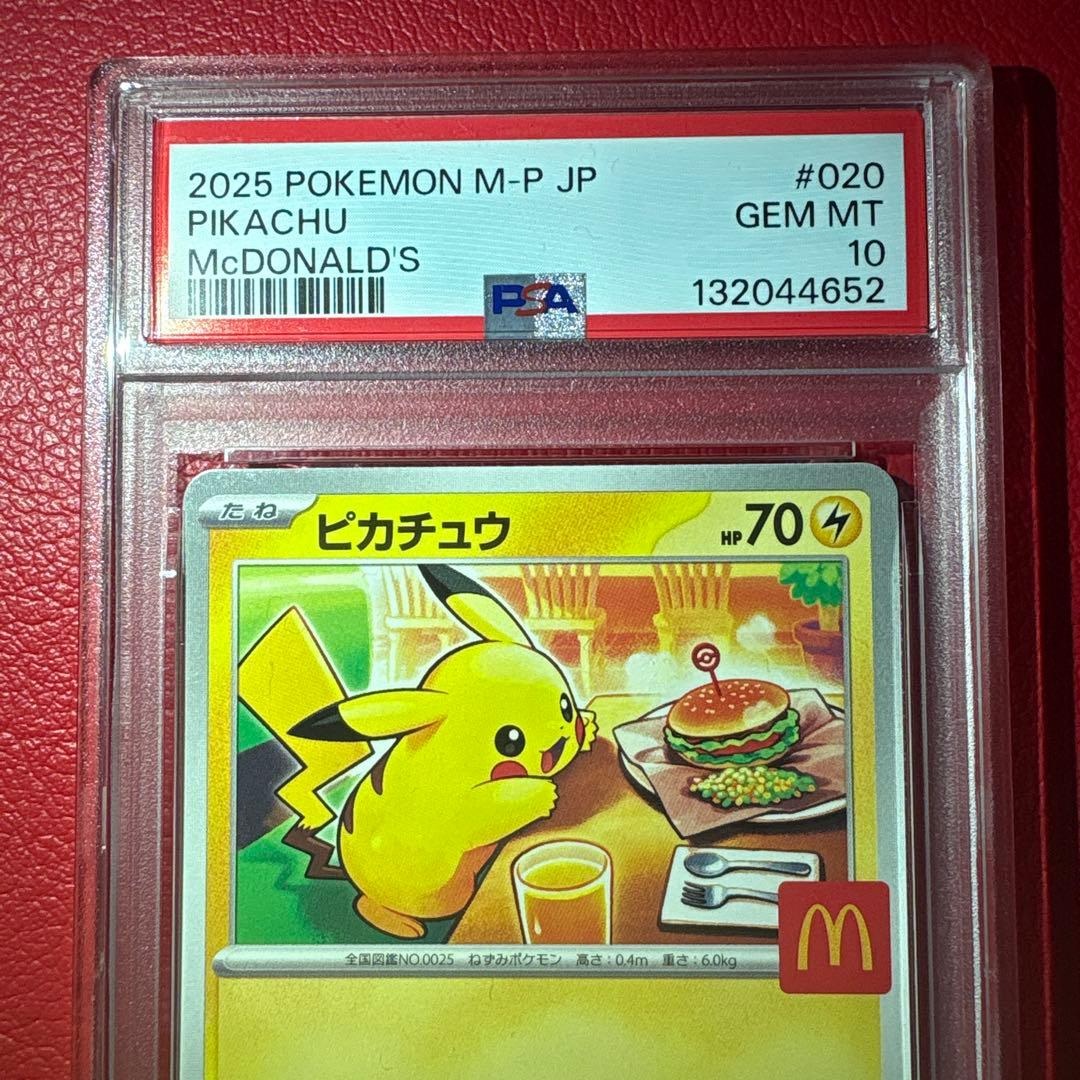 2025 POKEMON M-P JP #020
PIKACHU GEM MT
McDONALD'S 10
PSA 132044652
たね ピカチュウ HP 70
全国図鑑NO.0025 ねずみポケモン 高さ:0.4m 重さ:6.0kg
M